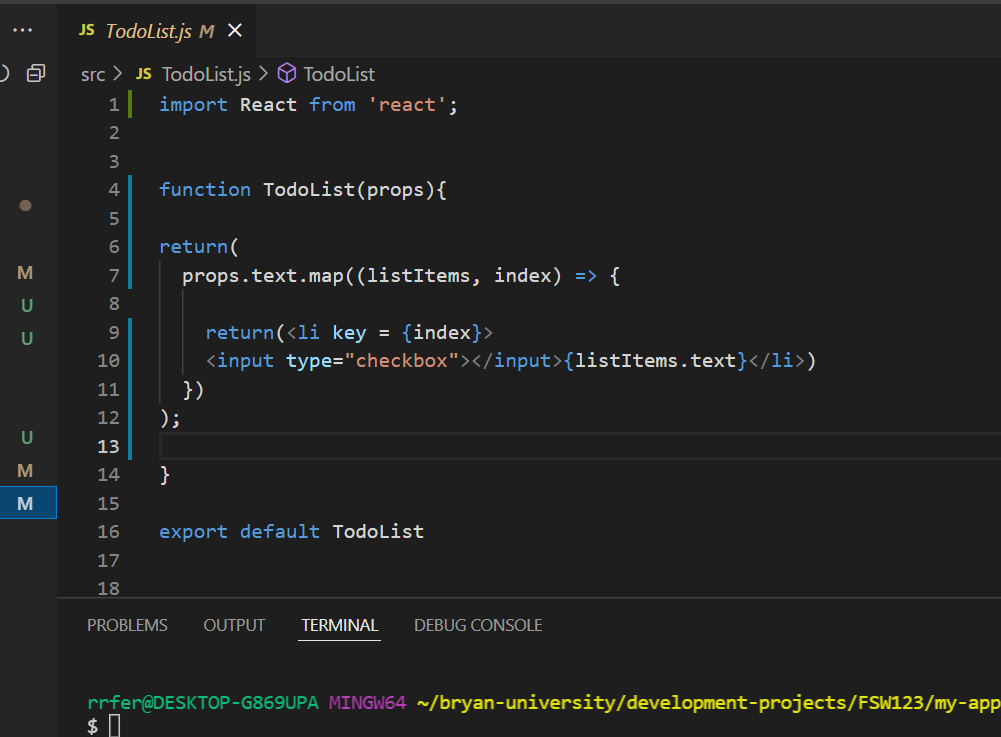 ... JS TodoList.js M ×
src > JS TodoList.js > TodoList
1 import React from 'react';
2
3
4 function TodoList(props){
5
6 return(
7 props.text.map((listItems, index) => {
8
9 return(<li key = {index}>
10 <input type="checkbox"></input>{listItems.text}</li>)
11 })
12 );
13
14 }
15
16 export default TodoList
17
18
M
U
U
U
M
M
PROBLEMS OUTPUT TERMINAL DEBUG CONSOLE
rrfer@DESKTOP-G869UPA MINGW64 ~/bryan-university/development-projects/FSW123/my-app
$